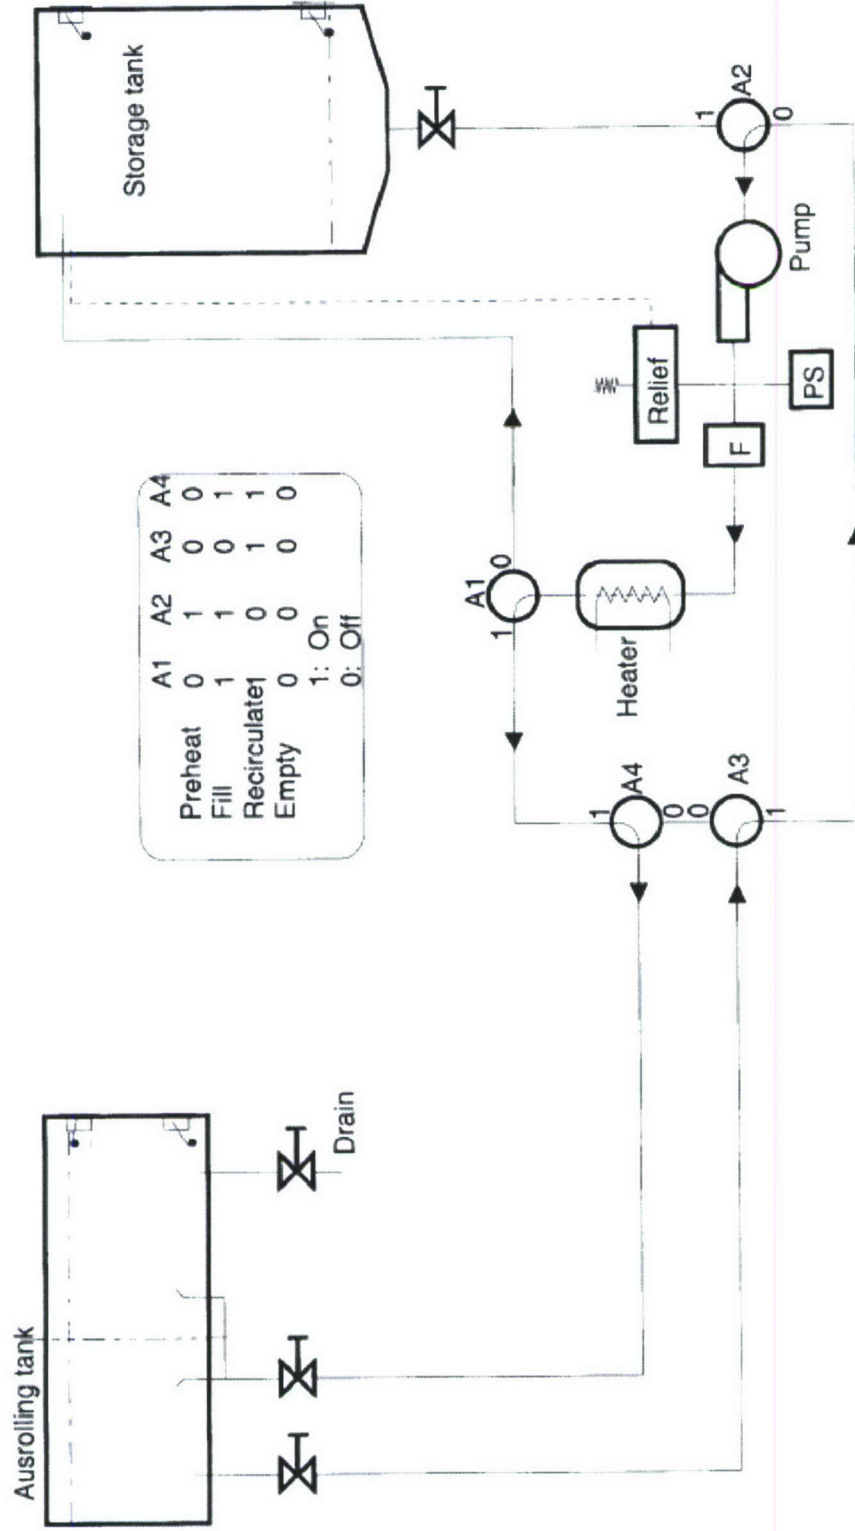 Ausrolling tank
Drain
A1 A2 A3 A4
Preheat 0 1 0 0
Fill 1 1 0 1
Recirculate1 0 1 1
Empty 0 0 0 0
1: On
0: Off
Storage tank
A1
1
0
Heater
A4
1
0
0
A3
1
Relief
F
PS
Pump
A2
1
0